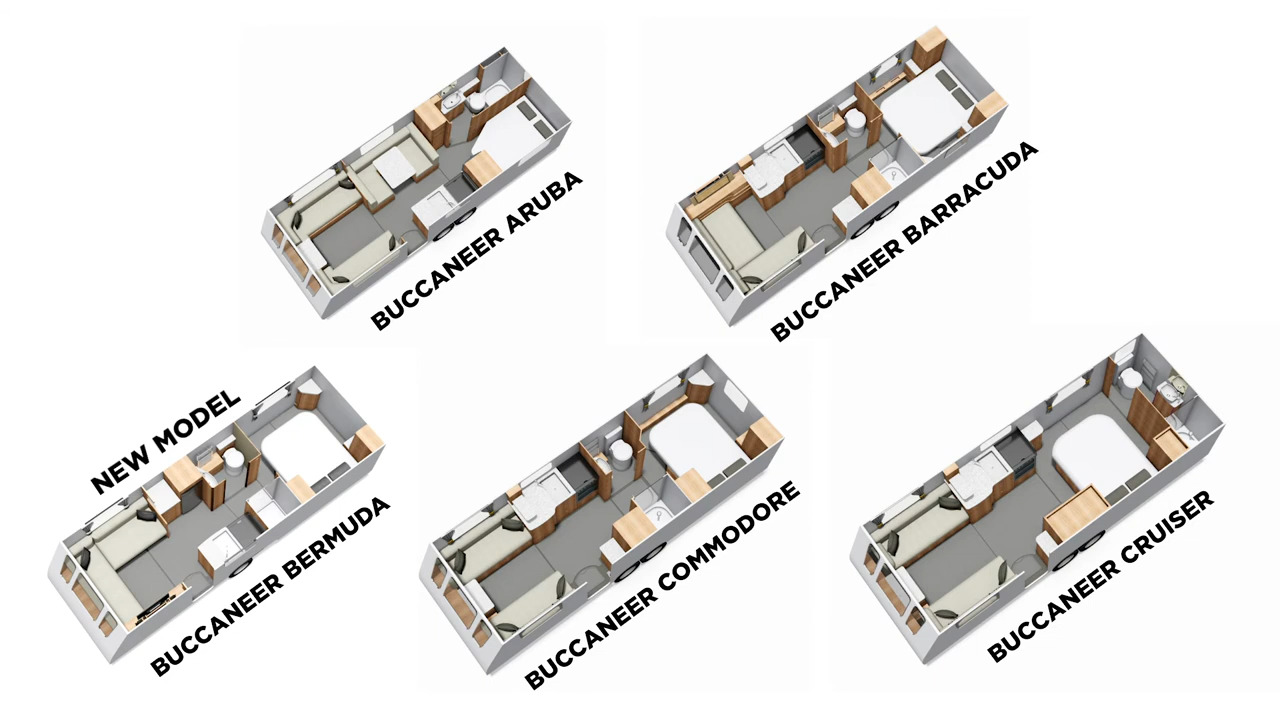 BUCCANEER ARUBA
BUCCANEER BARRACUDA
NEW MODEL
BUCCANEER BERMUDA
BUCCANEER COMMODORE
BUCCANEER CRUISER